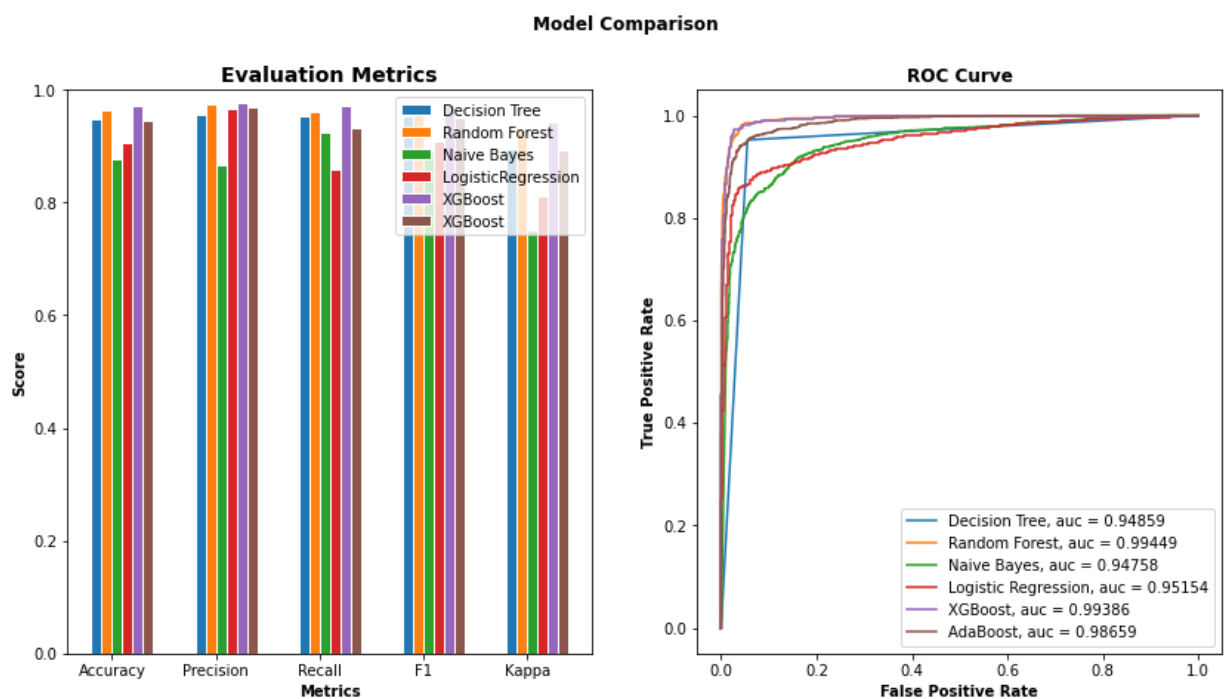 Model Comparison
Evaluation Metrics
1.0
0.8
0.6
0.4
0.2
0.0
Score
Decision Tree
Random Forest
Naive Bayes
LogisticRegression
XGBoost
XGBoost
Accuracy Precision Recall F1 Kappa
Metrics
ROC Curve
1.0
0.8
0.6
0.4
0.2
0.0
True Positive Rate
Decision Tree, auc = 0.94859
Random Forest, auc = 0.99449
Naive Bayes, auc = 0.94758
Logistic Regression, auc = 0.95154
XGBoost, auc = 0.99386
AdaBoost, auc = 0.98659
0.0 0.2 0.4 0.6 0.8 1.0
False Positive Rate